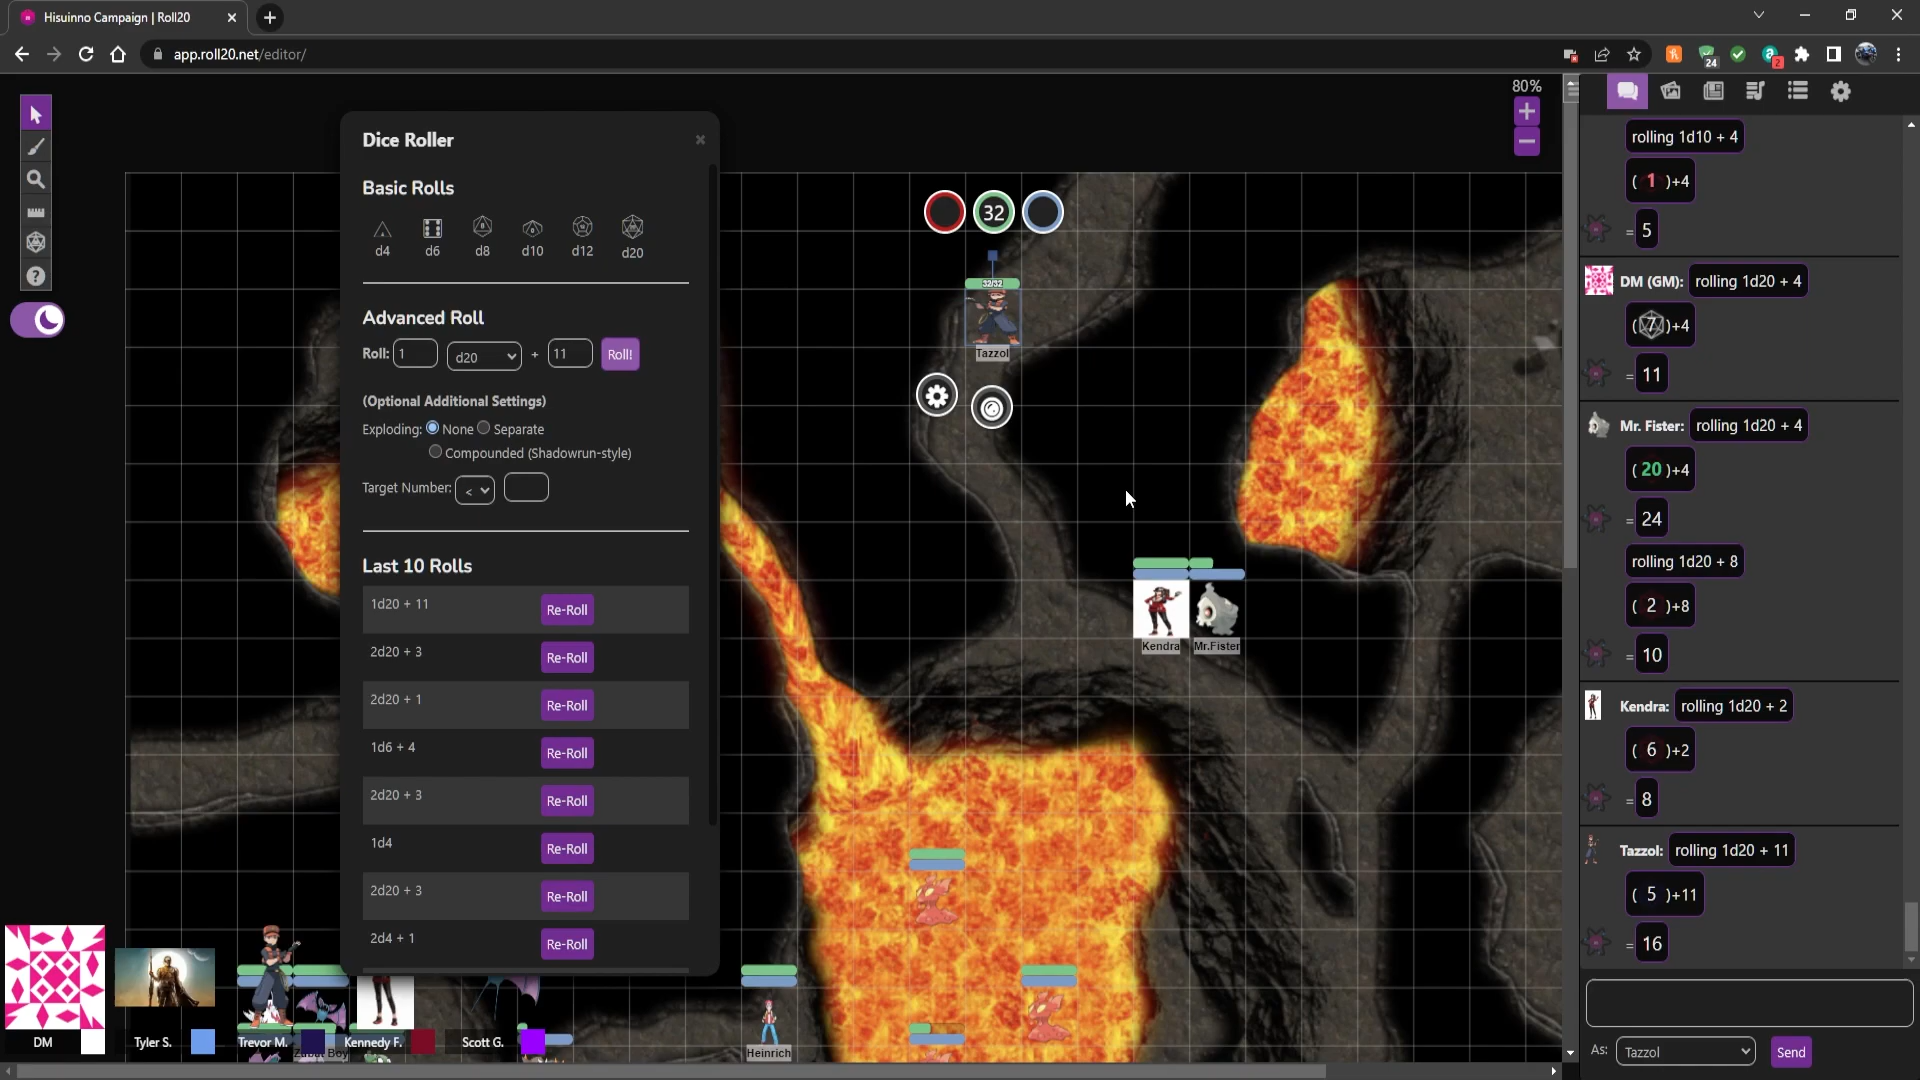 Hisuinno Campaign | Roll20
app.roll20.net/editor/
24
2
80%
Dice Roller
Basic Rolls
d4
d6
d8
d10
d12
d20
Advanced Roll
Roll: 1 d20 + 11 Roll!
(Optional Additional Settings)
Exploding: None Separate
Compounded (Shadowrun-style)
Target Number: <
Last 10 Rolls
1d20 + 11 Re-Roll
2d20 + 3 Re-Roll
2d20 + 1 Re-Roll
1d6 + 4 Re-Roll
2d20 + 3 Re-Roll
1d4 Re-Roll
2d20 + 3 Re-Roll
2d4 + 1 Re-Roll
32
32/32
Tazzol
Kendra
Mr.Fister
Heinrich
DM
Tyler S.
Trevor M.
Kennedy F.
Scott G.
rolling 1d10 + 4
( 1 )+4
= 5
DM (GM): rolling 1d20 + 4
(7)+4
= 11
Mr. Fister: rolling 1d20 + 4
( 20 )+4
= 24
rolling 1d20 + 8
( 2 )+8
= 10
Kendra: rolling 1d20 + 2
( 6 )+2
= 8
Tazzol: rolling 1d20 + 11
( 5 )+11
= 16
As: Tazzol Send